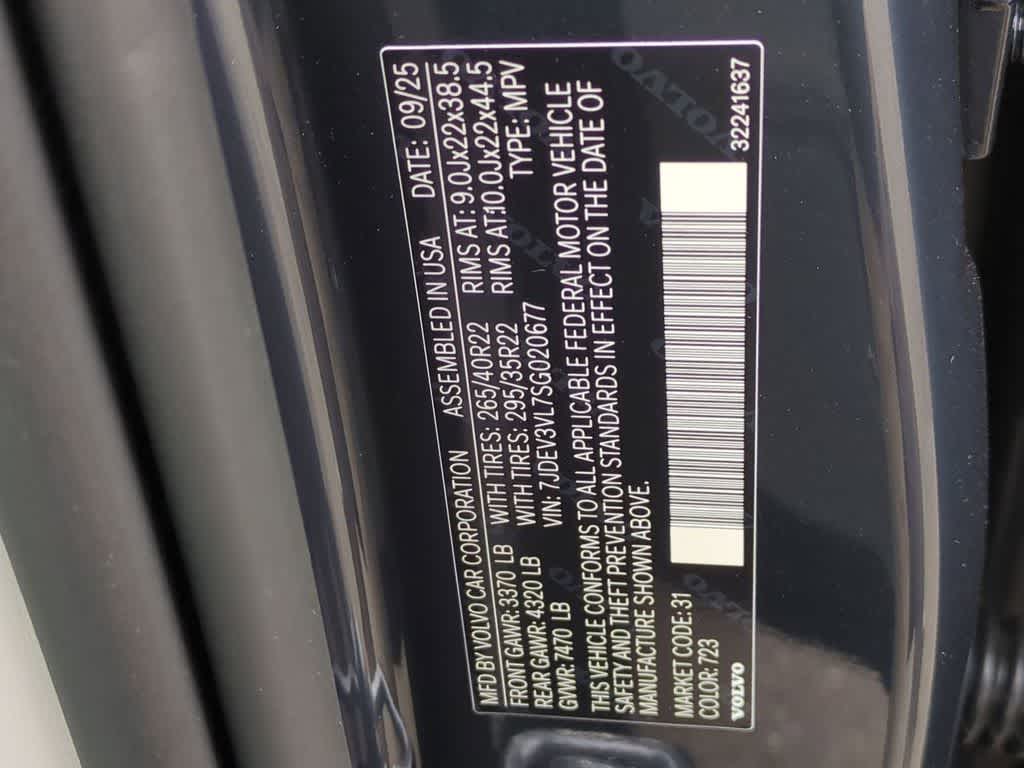 MFD BY VOLVO CAR CORPORATION ASSEMBLED IN USA DATE: 09/25
FRONT GAWR: 3370 LB WITH TIRES: 265/40R22 RIMS AT: 9.0Jx22x38.5
REAR GAWR: 4320 LB WITH TIRES: 295/35R22 RIMS AT:10.0Jx22x44.5
GVWR: 7470 LB VIN: 7JDEV3VL7SG020677 TYPE: MPV
THIS VEHICLE CONFORMS TO ALL APPLICABLE FEDERAL MOTOR VEHICLE
SAFETY AND THEFT PREVENTION STANDARDS IN EFFECT ON THE DATE OF
MANUFACTURE SHOWN ABOVE.
MARKET CODE: 31
COLOR: 723
VOLVO 32241637